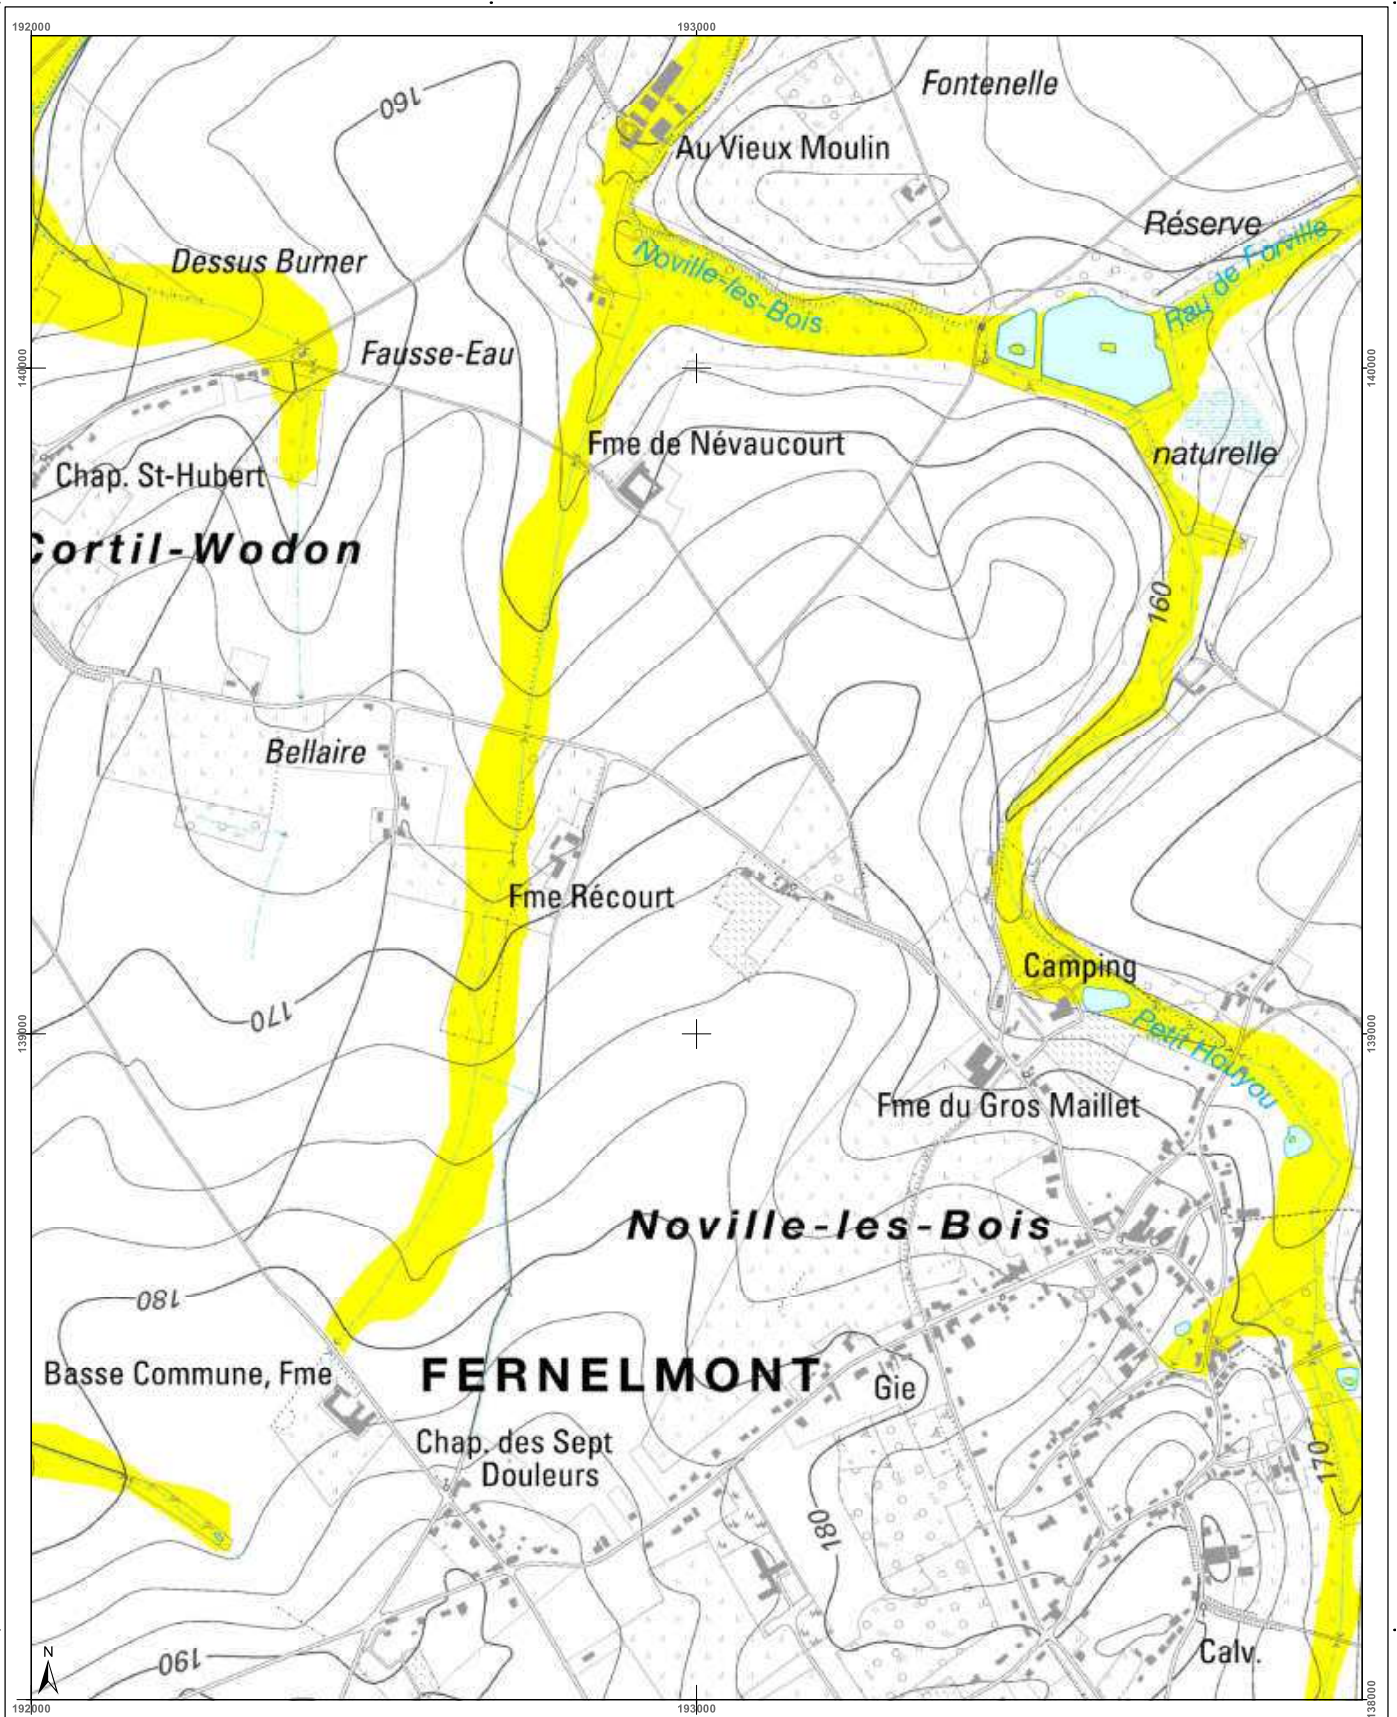 192000
193000
160
Fontenelle
Au Vieux Moulin
Réserve
Dessus Burner
Noville-les-Bois
Rau de Forville
Fausse-Eau
140000
140000
Fme de Névaucourt
naturelle
Chap. St-Hubert
Cortil-Wodon
160
Bellaire
Fme Récourt
Camping
170
139000
139000
Petit Houyou
Fme du Gros Maillet
Noville-les-Bois
180
Basse Commune, Fme
FERNELMONT
Gie
Chap. des Sept
Douleurs
170
180
N
190
Calv.
192000
193000
138000